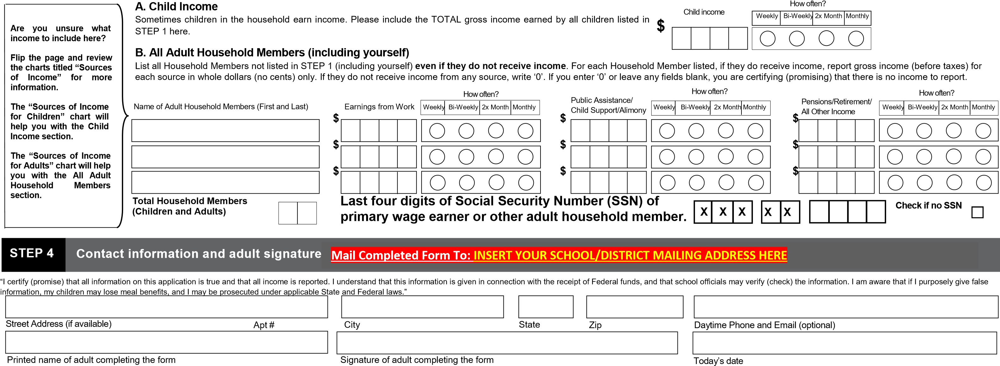 Are you unsure what
income to include here?
Flip the page and review
the charts titled “Sources
of Income” for more
information.
The “Sources of Income
for Children” chart will
help you with the Child
Income section.
The “Sources of Income
for Adults” chart will help
you with the All Adult
Household Members
section.
A. Child Income
Sometimes children in the household earn income. Please include the TOTAL gross income earned by all children listed in
STEP 1 here.
Child income
How often?
Weekly Bi-Weekly 2x Month Monthly
$
B. All Adult Household Members (including yourself)
List all Household Members not listed in STEP 1 (including yourself) even if they do not receive income. For each Household Member listed, if they do receive income, report gross income (before taxes) for
each source in whole dollars (no cents) only. If they do not receive income from any source, write ‘0’. If you enter ‘0’ or leave any fields blank, you are certifying (promising) that there is no income to report.
Name of Adult Household Members (First and Last)
Earnings from Work
How often?
Weekly Bi-Weekly 2x Month Monthly
Public Assistance/
Child Support/Alimony
How often?
Weekly Bi-Weekly 2x Month Monthly
Pensions/Retirement/
All Other Income
How often?
Weekly Bi-Weekly 2x Month Monthly
$ $ $
$ $ $
$ $ $
Total Household Members
(Children and Adults)
Last four digits of Social Security Number (SSN) of
primary wage earner or other adult household member.
X X X X X
Check if no SSN
STEP 4 Contact information and adult signature Mail Completed Form To: INSERT YOUR SCHOOL/DISTRICT MAILING ADDRESS HERE
“I certify (promise) that all information on this application is true and that all income is reported. I understand that this information is given in connection with the receipt of Federal funds, and that school officials may verify (check) the information. I am aware that if I purposely give false
information, my children may lose meal benefits, and I may be prosecuted under applicable State and Federal laws.”
Street Address (if available) Apt # City State Zip Daytime Phone and Email (optional)
Printed name of adult completing the form Signature of adult completing the form Today’s date